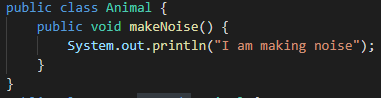 public class Animal {
    public void makeNoise() {
        System.out.println("I am making noise");
    }
}